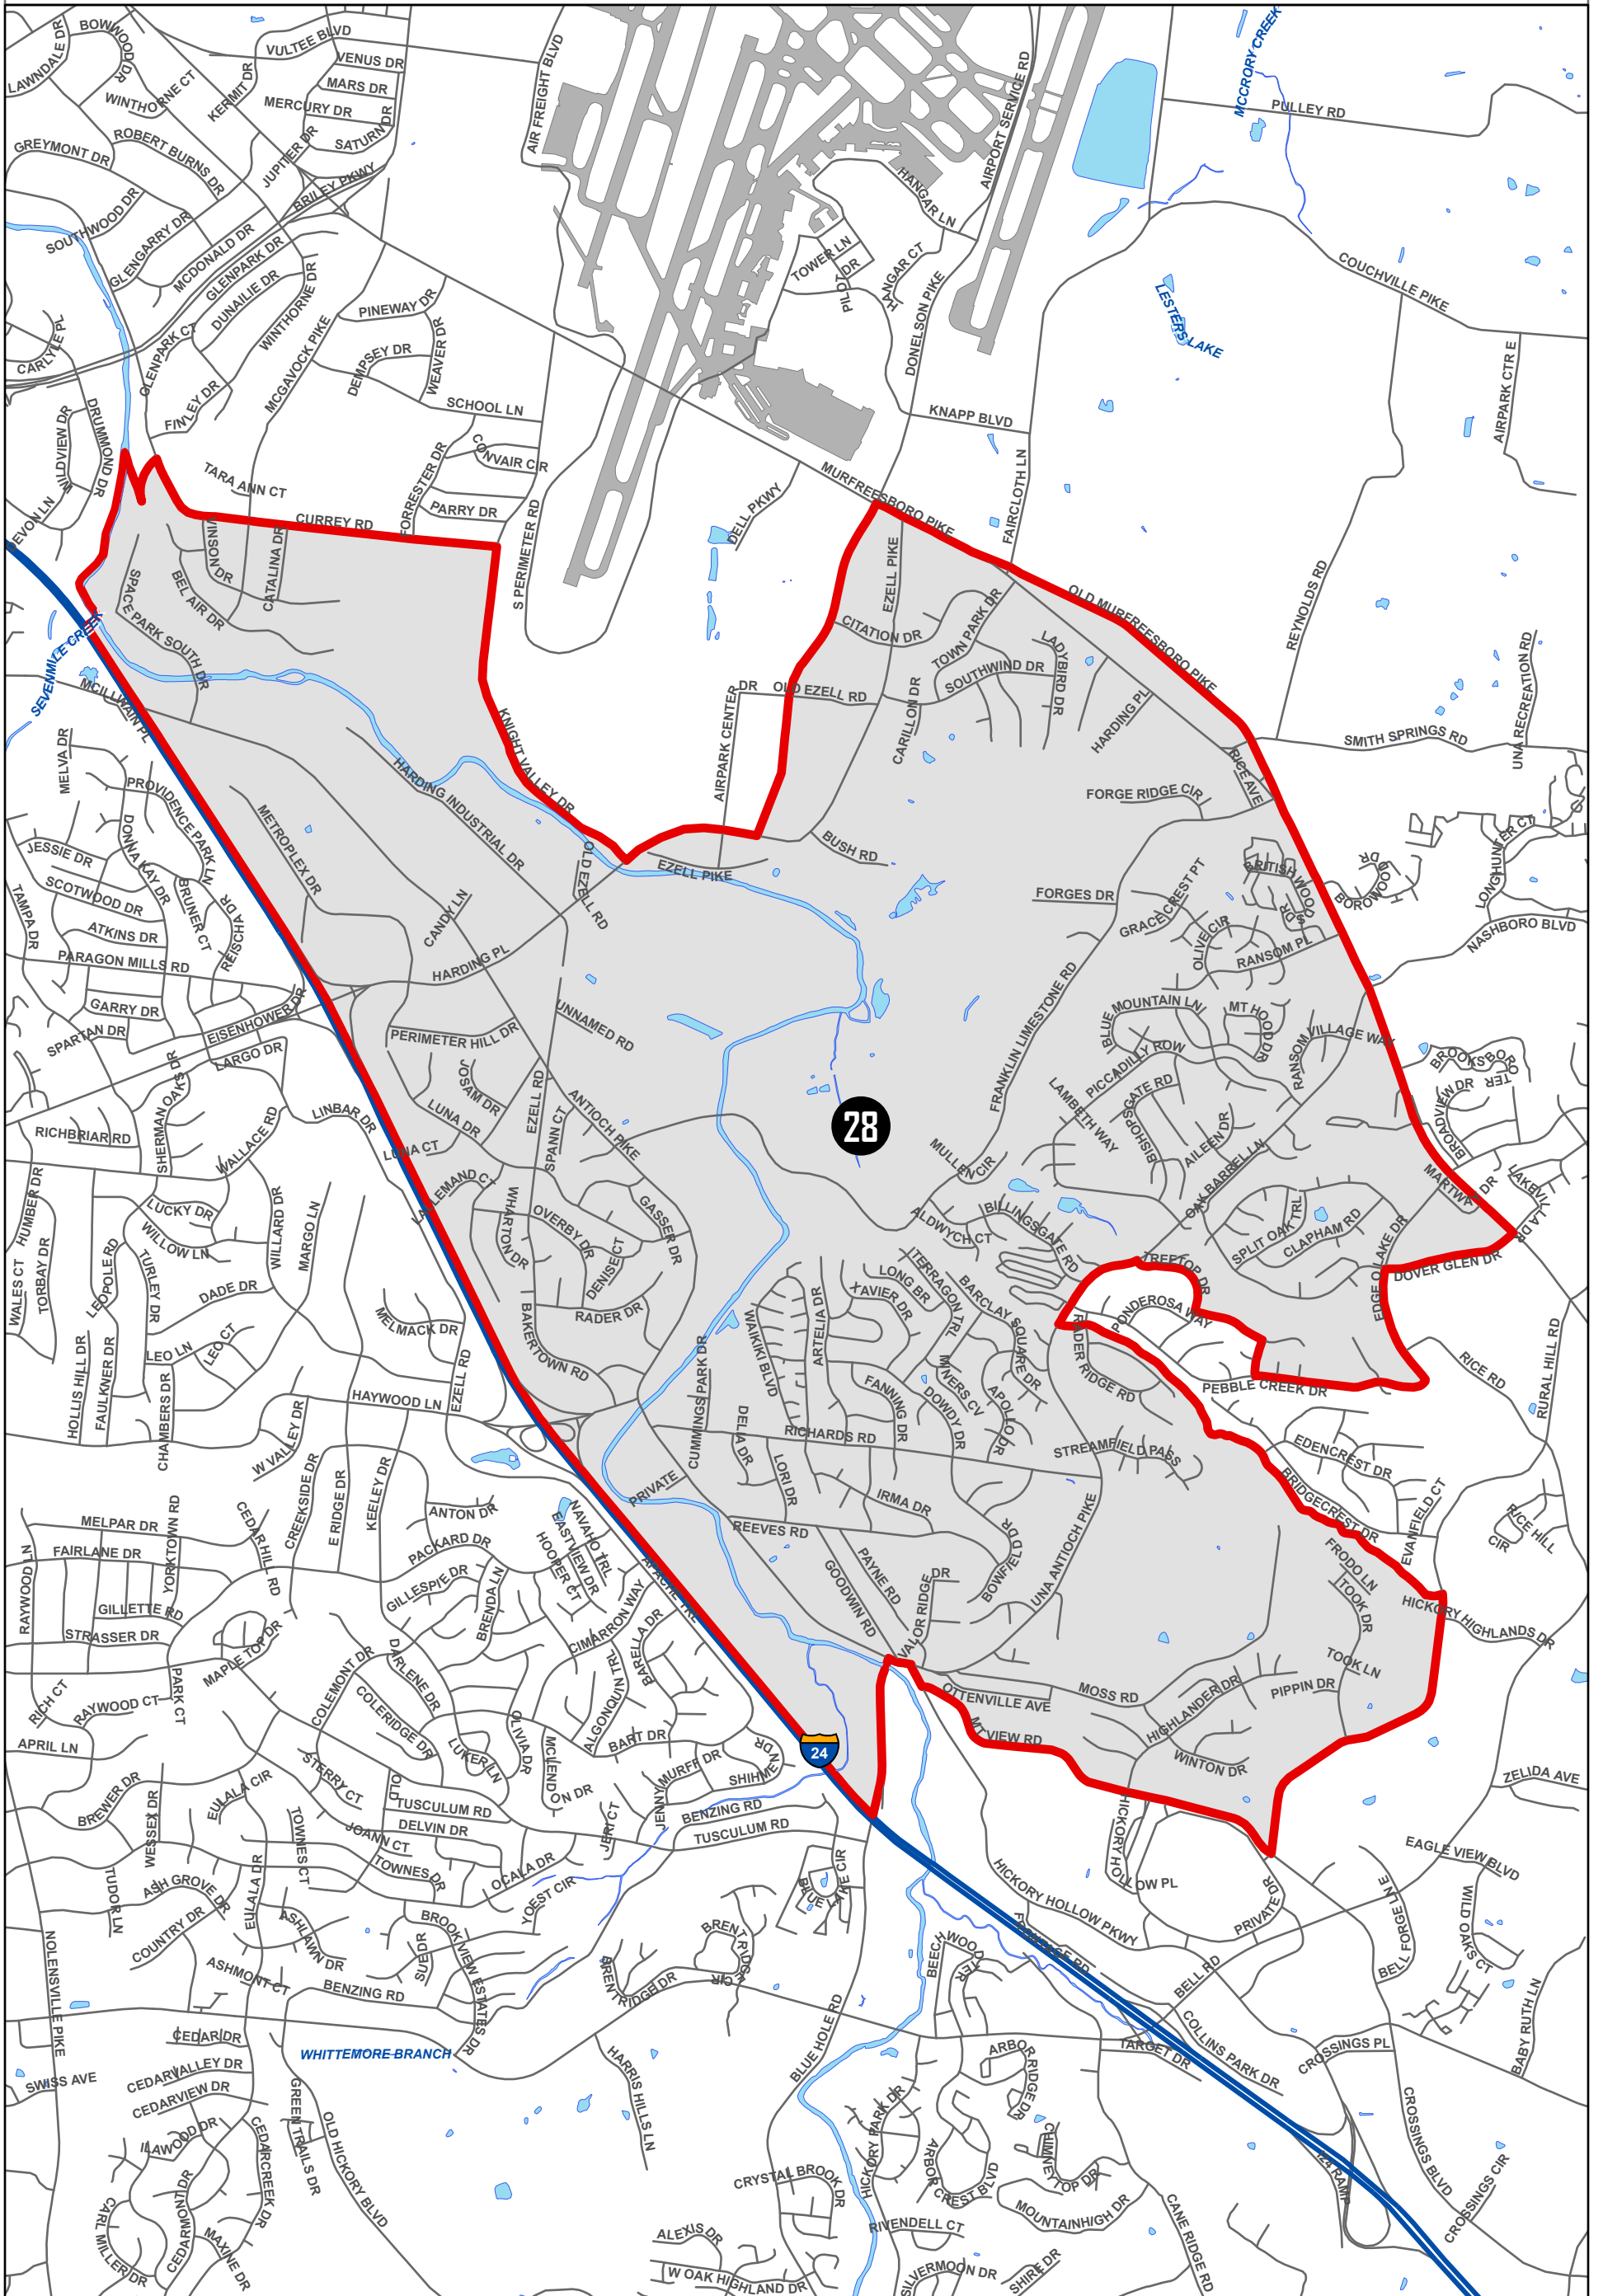 LAWNDALE DR
BOWWOOD DR
WINTHORNE CT
KERMIT DR
VULTEE BLVD
VENUS DR
MARS DR
MERCURY DR
SATURN DR
JUPITER DR
BRILEY PKWY
GREYMONT DR
ROBERT BURNS DR
SOUTHWOOD DR
GLENGARRY DR
MCDONALD DR
GLENPARK DR
DUNAILIE DR
WINTHORNE DR
MCGAVOCK PIKE
PINEWAY DR
DEMPSEY DR
WEAVER DR
SCHOOL LN
CARLYLE PL
GLENPARK CT
FINLEY DR
WILDVIEW DR
DRUMMOND DR
TARA ANN CT
CONVAIR CIR
FORRESTER DR
PARRY DR
CURREY RD
AIR FREIGHT BLVD
AIRPORT SERVICE RD
HANGAR LN
TOWER LN
PILOT DR
HANGAR CT
DONELSON PIKE
KNAPP BLVD
MCCRORY CREEK
PULLEY RD
COUCHVILLE PIKE
LESTERS LAKE
AIRPARK CTR E
MURFREESBORO PIKE
FAIRCLOTH LN
DELL PKWY
S PERIMETER RD
OLD MURFREESBORO PIKE
REYNOLDS RD
UNA RECREATION RD
SMITH SPRINGS RD
SEVENMILE CREEK
MCILLWAIN PL
SPACE PARK SOUTH DR
BEL AIR DR
VINSON DR
CATALINA DR
KNIGHT VALLEY DR
HARDING INDUSTRIAL DR
METROPLEX DR
EZELL PIKE
CITATION DR
TOWN PARK DR
SOUTHWIND DR
LADYBIRD DR
CARILLON DR
HARDING PL
RICE AVE
OLD EZELL RD
AIRPARK CENTER DR
BUSH RD
EZELL PIKE
OLD EZELL RD
FORGE RIDGE CIR
FORGES DR
GRACE CREST PT
BRITISH WOODS DR
OLIVE CIR
RANSOM PL
BOROWOOD DR
LONGHUNTER CT
NASHBORO BLVD
MELVA DR
PROVIDENCE PARK LN
JESSIE DR
DONNA KAY DR
SCOTWOOD DR
BRUNER CT
REISCHA DR
TAMPA DR
ATKINS DR
PARAGON MILLS RD
GARRY DR
SPARTAN DR
EISENHOWER DR
LARGO DR
CANDY LN
HARDING PL
UNNAMED RD
PERIMETER HILL DR
JOSAM DR
LUNA DR
LUNA CT
EZELL RD
SPANN CT
ANTIOCH PIKE
28
FRANKLIN LIMESTONE RD
BLUE MOUNTAIN LN
MT HOOD DR
RANSOM VILLAGE WAY
PICCADILLY ROW
LAMBETH WAY
BISHOPSGATE RD
AILEEN DR
OAK BARREL LN
MULLEN CIR
BROOKSBORO TER
BROADVIEW DR
MARTWAY DR
LAKEVILLA DR
DOVER GLEN DR
RICHBRIAR RD
SHERMAN OAKS DR
WALLACE RD
LINBAR DR
HUMBER DR
LUCKY DR
WILLOW LN
WILLARD DR
MARGO LN
WALES CT
TORBAY DR
LEOPOLE RD
TURLEY DR
DADE DR
LEO CT
LEO LN
HOLLIS HILL DR
FAULKNER DR
CHAMBERS DR
MELMACK DR
HAYWOOD LN
EZELL RD
W VALLEY DR
WHARTON DR
OVERBY DR
DENISE CT
GASSER DR
RADER DR
BAKERTOWN RD
ALDWYCH CT
BILLINGSGATE RD
SPLIT OAK TRL
CLAPHAM RD
EDGE O LAKE DR
TREETOP DR
PONDEROSA WAY
RADER RIDGE RD
PEBBLE CREEK DR
RICE RD
RURAL HILL RD
XAVIER DR
LONG BR
TERRAGON TRL
BARCLAY SQUARE DR
WAIKIKI BLVD
ARTELIA DR
CUMMINGS PARK DR
FANNING DR
DOWDY DR
MYERS CV
APOLLO DR
DELIA DR
RICHARDS RD
LORI DR
STREAMFIELD PASS
EDENCREST DR
BRIDGECREST DR
EVANFIELD CT
RICE HILL CIR
IRMA DR
REEVES RD
PAYNE RD
GOODWIN RD
VALOR RIDGE DR
BOWFIELD DR
UNA ANTIOCH PIKE
PRIVATE
FRODO LN
TOOK DR
HICKORY HIGHLANDS DR
TOOK LN
PIPPIN DR
MOSS RD
HIGHLANDER DR
WINTON DR
OTTENVILLE AVE
MT VIEW RD
24
MELPAR DR
FAIRLANE DR
RAYWOOD LN
YORKTOWN RD
GILLETTE RD
STRASSER DR
CEDAR HILL RD
CREEKSIDE DR
E RIDGE DR
KEELEY DR
ANTON DR
PACKARD DR
GILLESPIE DR
BRENDA LN
NAVAHO TRL
EASTVIEW DR
HOOPER CT
APACHE TRL
CIMARRON WAY
BARELLA DR
ALGONQUIN TRL
MAPLE TOP DR
RICH CT
RAYWOOD CT
PARK CT
APRIL LN
COLEMONT DR
DARLENE DR
COLERIDGE DR
LUKER LN
OLIVIA DR
MCLENDON DR
BART DR
JENNY MURFF DR
SHIHMEN DR
BREWER DR
WESSEX DR
EULALA CIR
STERRY CT
OLD TUSCULUM RD
DELVIN DR
JOANN CT
TOWNES CT
TOWNES DR
OCALA DR
JERI CT
BENZING RD
TUSCULUM RD
YOEST CIR
BLUE LAKE CIR
HICKORY HOLLOW PL
HICKORY HOLLOW PKWY
PRIVATE DR
ZELIDA AVE
EAGLE VIEW BLVD
BELL FORGE LN E
WILD OAKS CT
TUDOR LN
ASH GROVE DR
COUNTRY DR
EULALA DR
ASHLAWN DR
ASHMONT CT
BROOK VIEW ESTATES DR
SUE DR
BENZING RD
BRENTRIDGE DR
BRENTRIDGE CIR
BEECHWOOD TER
BELL RD
COLLINS PARK DR
TARGET DR
CROSSINGS PL
BABY RUTH LN
NOLENSVILLE PIKE
WHITTEMORE BRANCH
CEDAR DR
CEDARVALLEY DR
CEDARVIEW DR
SWISS AVE
ILAWOOD DR
GREEN TRAILS DR
OLD HICKORY BLVD
CEDARCREEK DR
CEDARMONT DR
CARL MILLER DR
MAXINE DR
HARRIS HILLS LN
BLUE HOLE RD
HICKORY PARK DR
ARBOR RIDGE DR
CHIMNEY TOP DR
ARBOR CREST BLVD
CRYSTAL BROOK DR
MOUNTAINHIGH DR
RIVENDELL CT
ALEXIS DR
W OAK HIGHLAND DR
SILVERMOON DR
SHIRE DR
CANE RIDGE RD
I24 RAMP
CROSSINGS BLVD
CROSSINGS CIR